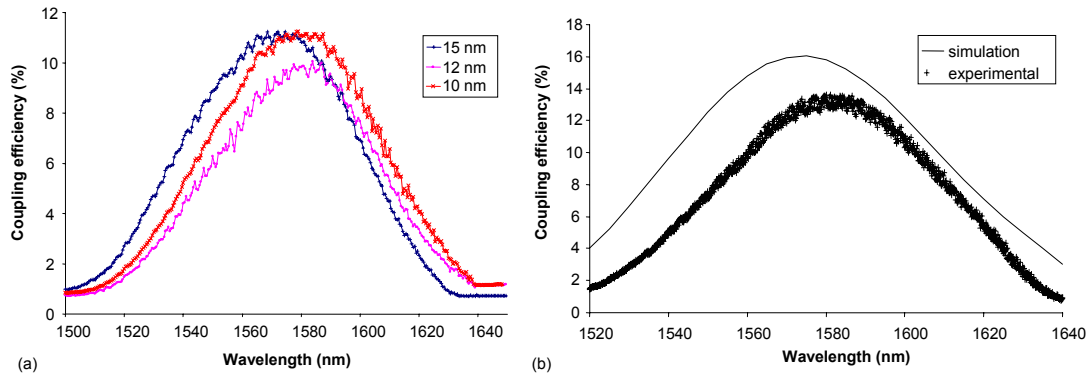 12
10
8
6
4
2
0
Coupling efficiency (%)
15 nm
12 nm
10 nm
1500
1520
1540
1560
1580
1600
1620
1640
Wavelength (nm)
(a)
18
16
14
12
10
8
6
4
2
0
Coupling efficiency (%)
simulation
experimental
1520
1540
1560
1580
1600
1620
1640
Wavelength (nm)
(b)